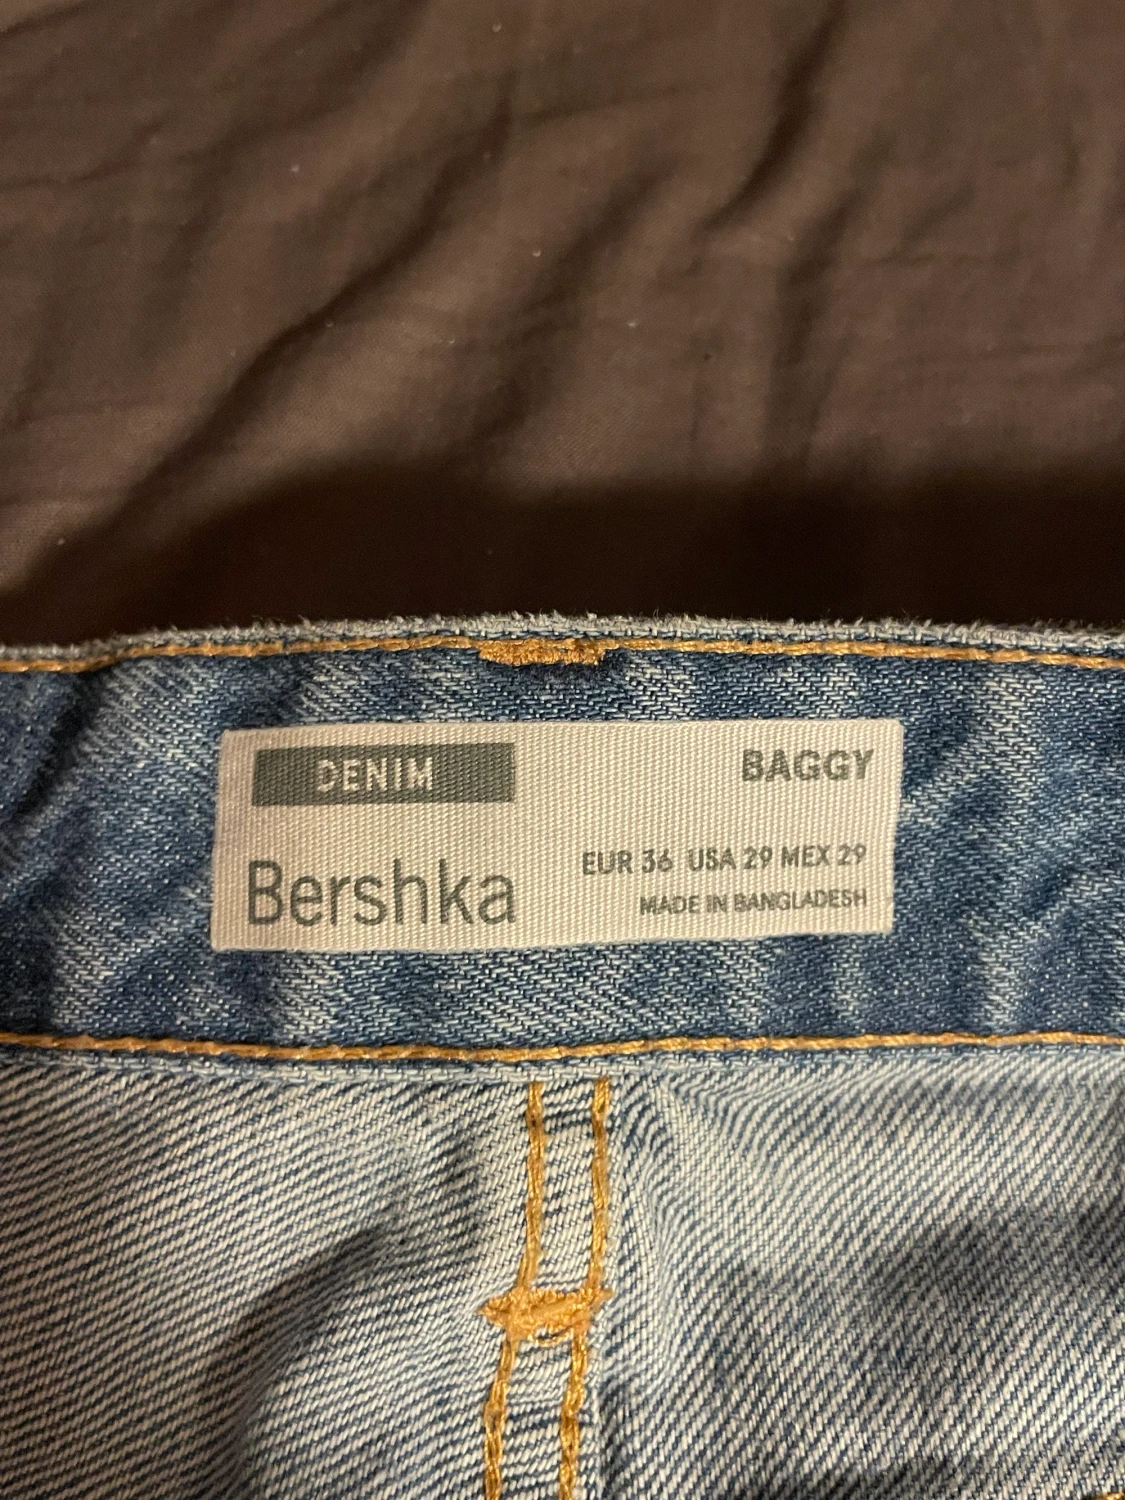 DENIM
BAGGY
Bershka
EUR 36 USA 29 MEX 29
MADE IN BANGLADESH